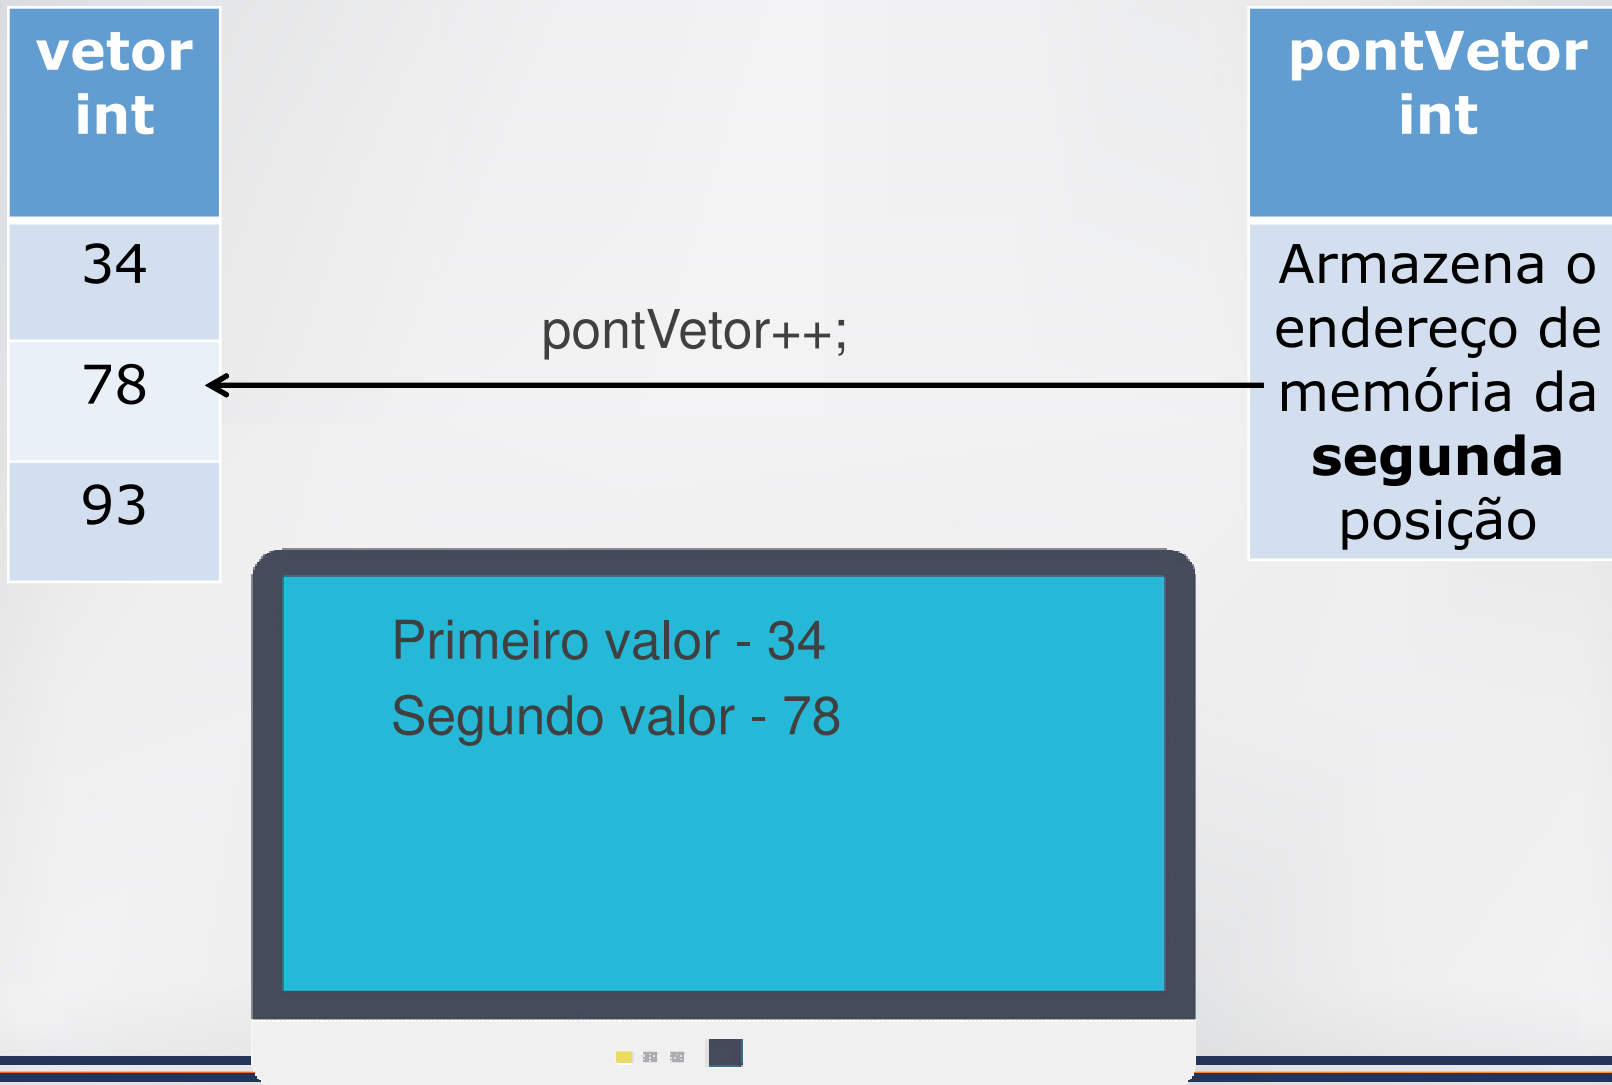 vetor
int
34
78
93
pontVetor++;
pontVetor
int
Armazena o
endereço de
memória da
segunda
posição
Primeiro valor - 34
Segundo valor - 78